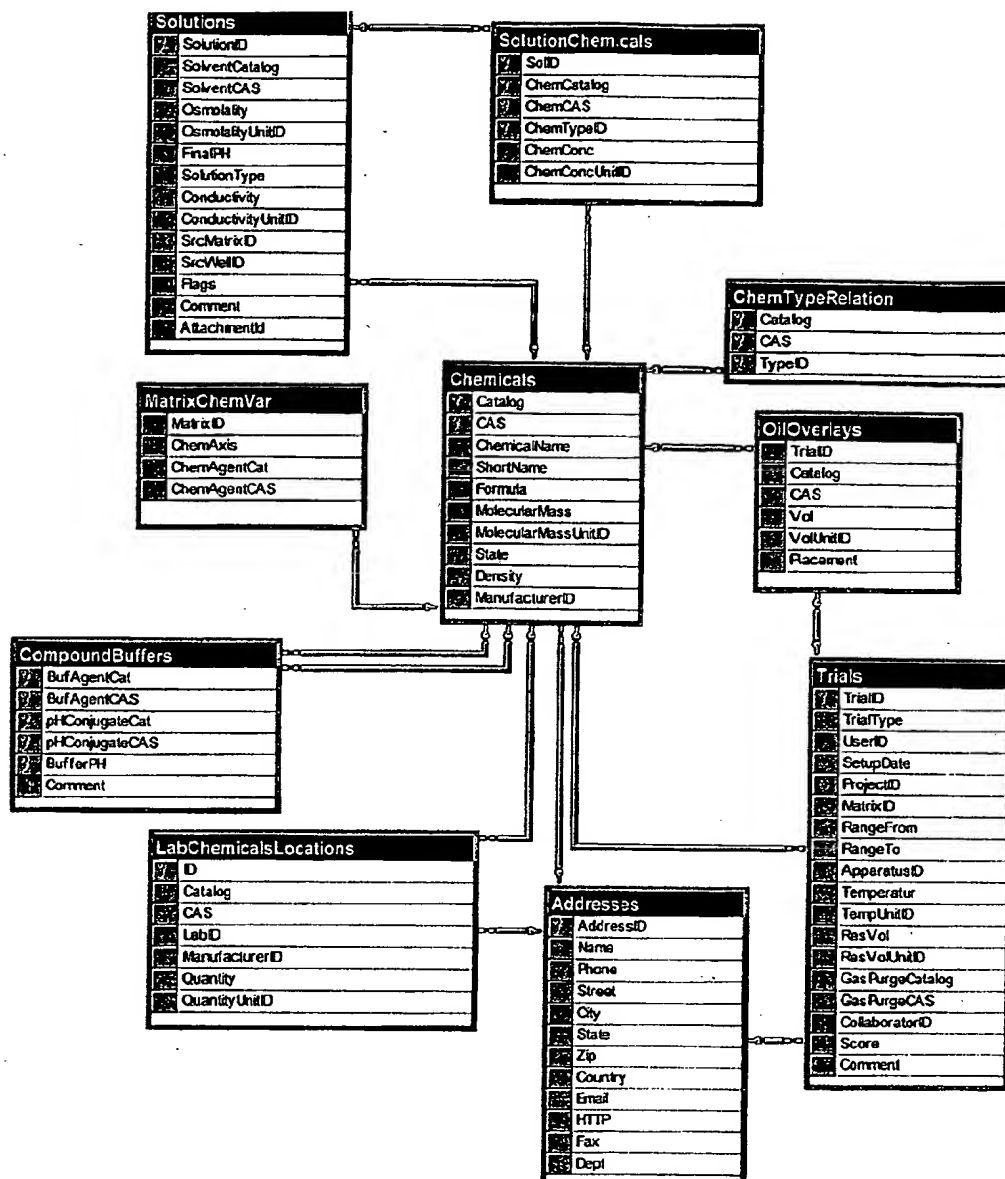 Solutions
SolutionID
SolventCatalog
SolventCAS
Osmolality
OsmolalityUnitID
FinalPH
SolutionType
Conductivity
ConductivityUnitID
SrcMatrixID
SrcWellID
Flags
Comment
AttachmentId
SolutionChem.cals
SolID
ChemCatalog
ChemCAS
ChemTypeID
ChemConc
ChemConcUnitID
ChemTypeRelation
Catalog
CAS
TypeID
MatrixChemVar
MatrixID
ChemAxis
ChemAgentCat
ChemAgentCAS
Chemicals
Catalog
CAS
ChemicalName
ShortName
Formula
MolecularMass
MolecularMassUnitID
State
Density
ManufacturerID
OilOverlays
TrialID
Catalog
CAS
Vol
VolUnitID
Placement
CompoundBuffers
BufAgentCat
BufAgentCAS
pHConjugateCat
pHConjugateCAS
BufferPH
Comment
Trials
TrialID
TrialType
UserID
SetupDate
ProjectID
MatrixID
RangeFrom
RangeTo
ApparatusID
Temperatur
TempUnitID
ResVol
ResVolUnitID
GasPurgeCatalog
GasPurgeCAS
CollaboratorID
Score
Comment
LabChemicalsLocations
ID
Catalog
CAS
LabID
ManufacturerID
Quantity
QuantityUnitID
Addresses
AddressID
Name
Phone
Street
City
State
Zip
Country
Email
HTTP
Fax
Dept